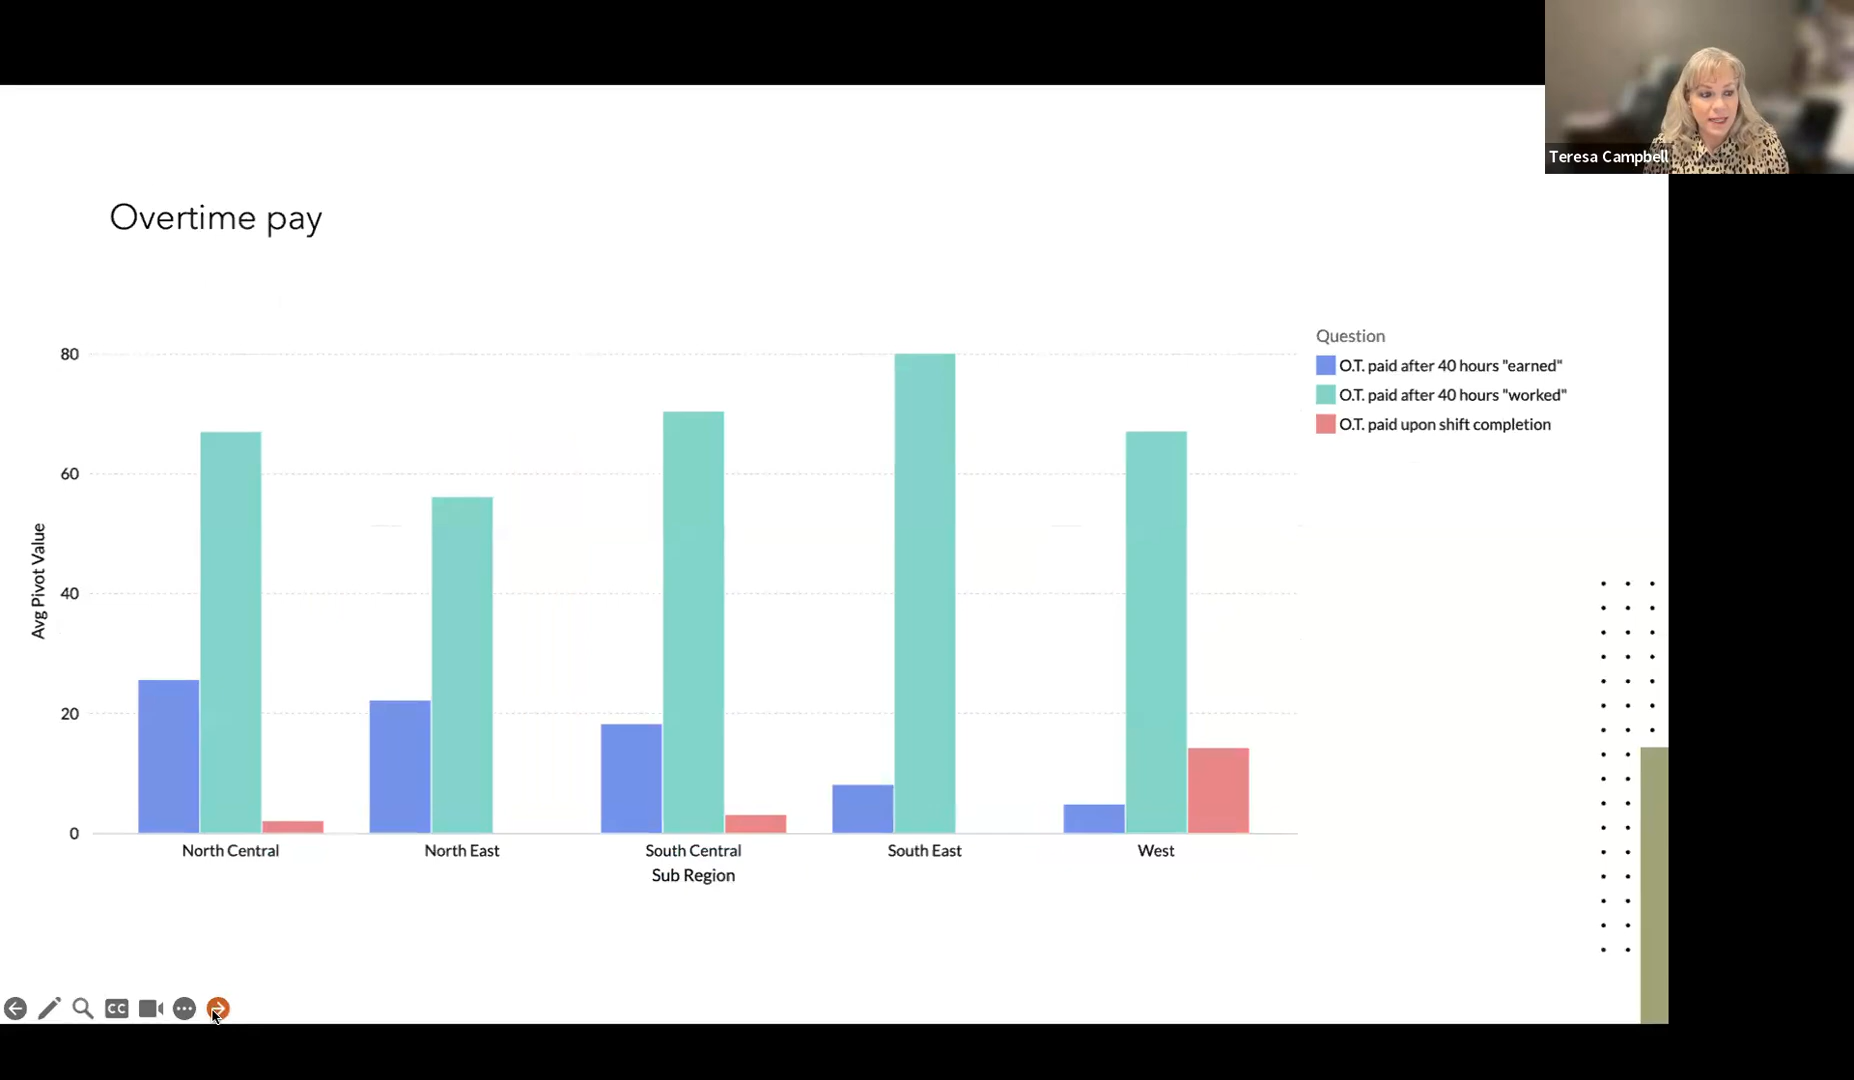 Teresa Campbell
Overtime pay
Question
O.T. paid after 40 hours "earned"
O.T. paid after 40 hours "worked"
O.T. paid upon shift completion
80
60
40
20
0
Avg Pivot Value
North Central
North East
South Central
South East
West
Sub Region
CC